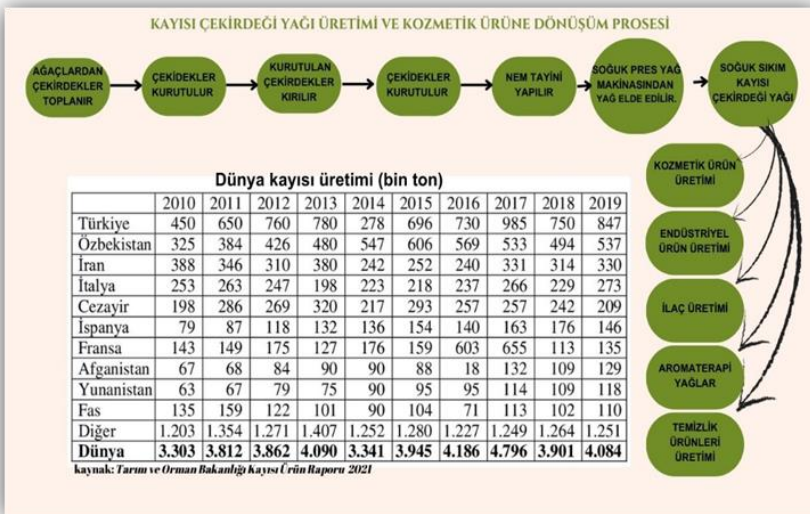 KAYISI ÇEKİRDEĞİ YAĞI ÜRETİMİ VE KOZMETİK ÜRÜNE DÖNÜŞÜM PROSESİ
AĞAÇLARDAN
ÇEKİRDEKLER
TOPLANIR
ÇEKİDEKLER
KURUTULUR
KURUTULAN
ÇEKİRDEKLER
KIRILIR
ÇEKİDEKLER
KURUTULUR
NEM TAYİNİ
YAPILIR
SOĞUK PRES YAĞ
MAKİNASINDAN
YAĞ ELDE EDİLİR.
SOĞUK SIKIM
KAYISI
ÇEKİRDEĞİ YAĞI
KOZMETİK ÜRÜN
ÜRETİMİ
ENDÜSTRİYEL
ÜRÜN ÜRETİMİ
İLAÇ ÜRETİMİ
AROMATERAPİ
YAĞLAR
TEMİZLİK
ÜRÜNLERİ
ÜRETİMİ
Dünya kayısı üretimi (bin ton)
2010 2011 2012 2013 2014 2015 2016 2017 2018 2019
Türkiye 450 650 760 780 278 696 730 985 750 847
Özbekistan 325 384 426 480 547 606 569 533 494 537
İran 388 346 310 380 242 252 240 331 314 330
İtalya 253 263 247 198 223 218 237 266 229 273
Cezayir 198 286 269 320 217 293 257 257 242 209
İspanya 79 87 118 132 136 154 140 163 176 146
Fransa 143 149 175 127 176 159 603 655 113 135
Afganistan 67 68 84 90 90 88 18 132 109 129
Yunanistan 63 67 79 75 90 95 95 114 109 118
Fas 135 159 122 101 90 104 71 113 102 110
Diğer 1.203 1.354 1.271 1.407 1.252 1.280 1.227 1.249 1.264 1.251
Dünya 3.303 3.812 3.862 4.090 3.341 3.945 4.186 4.796 3.901 4.084
kaynak: Tarım ve Orman Bakanlığı Kayısı Ürün Raporu 2021